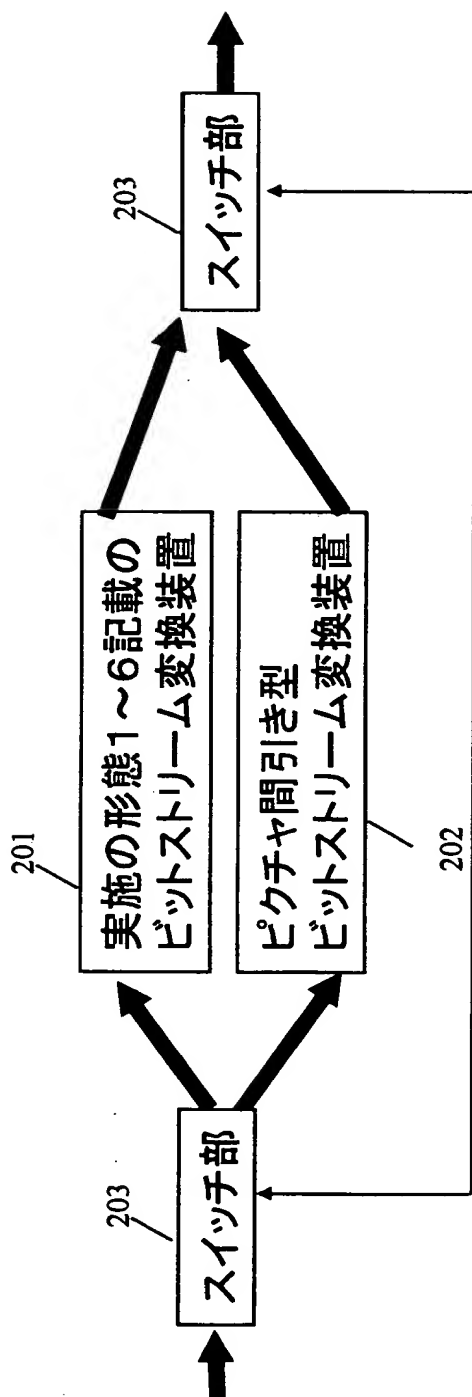 203
スイッチ部
201
実施の形態1~6記載の
ビットストリーム変換装置
ピクチャ間引き型
ビットストリーム変換装置
202
203
スイッチ部